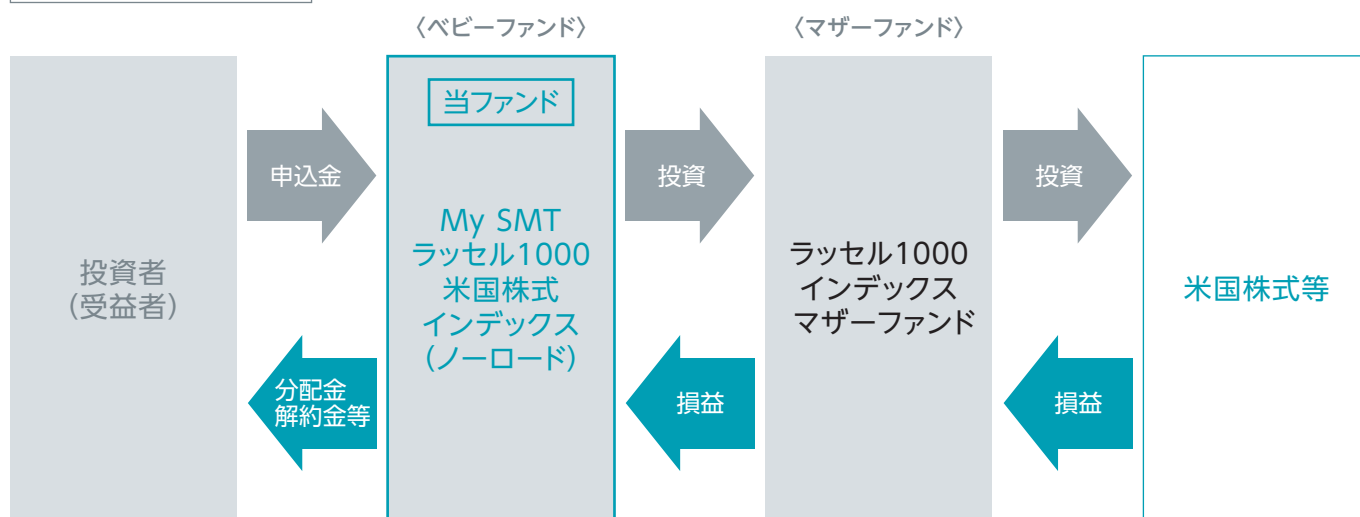 〈ベビーファンド〉
〈マザーファンド〉
投資者
(受益者)
申込金
分配金
解約金等
当ファンド
My SMT
ラッセル1000
米国株式
インデックス
(ノーロード)
投資
損益
ラッセル1000
インデックス
マザーファンド
投資
損益
米国株式等